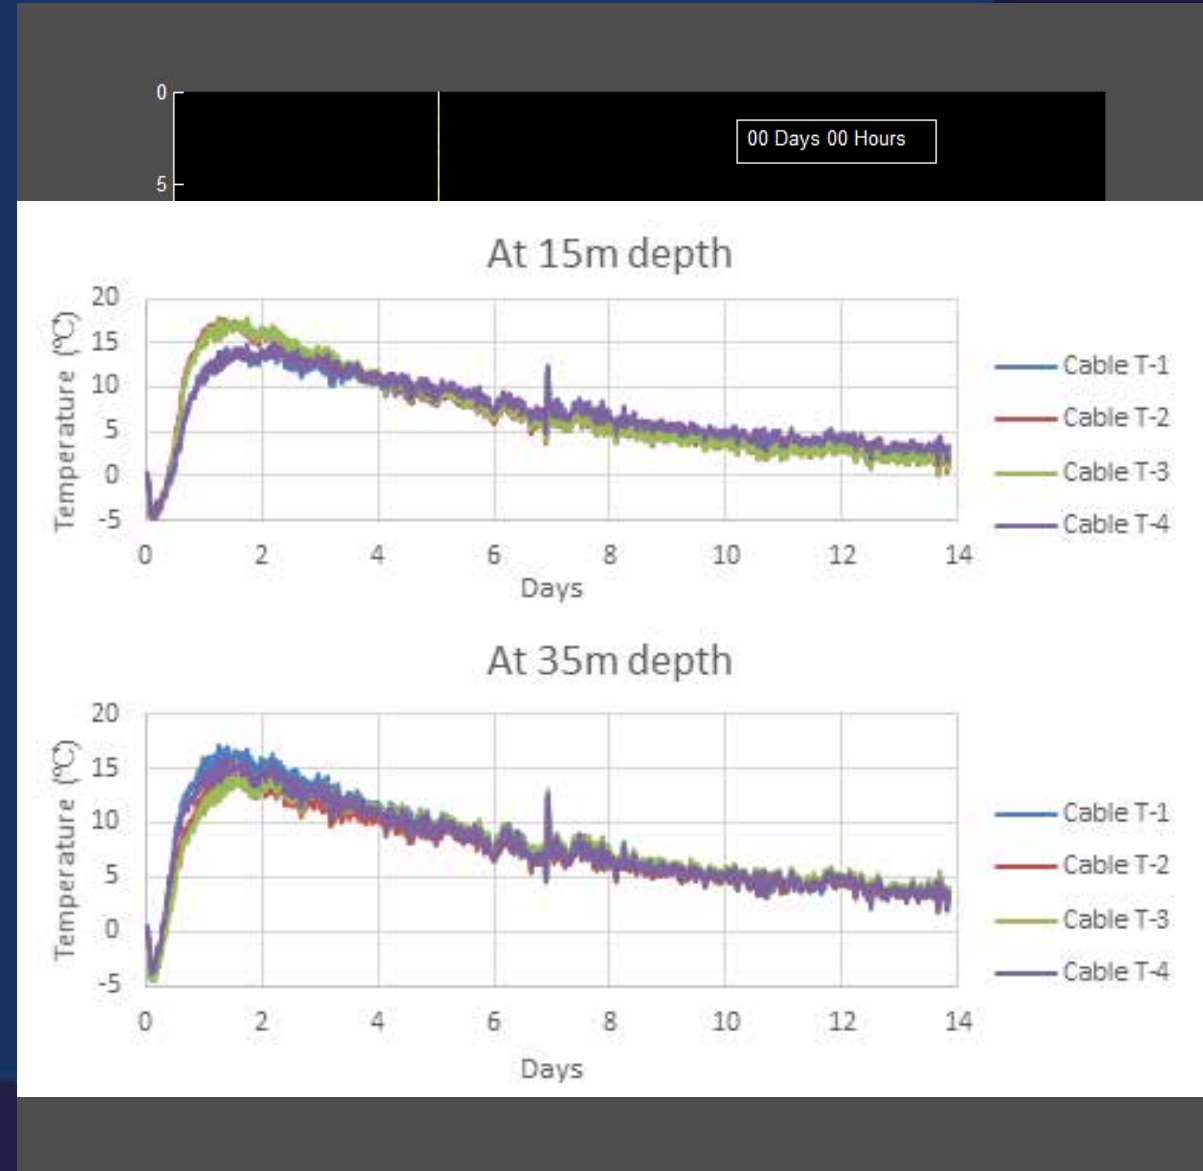 0
00 Days 00 Hours
5
At 15m depth
Temperature (ºC)
20
15
10
5
0
-5
0 2 4 6 8 10 12 14
Days
Cable T-1
Cable T-2
Cable T-3
Cable T-4
At 35m depth
Temperature (ºC)
20
15
10
5
0
-5
0 2 4 6 8 10 12 14
Days
Cable T-1
Cable T-2
Cable T-3
Cable T-4